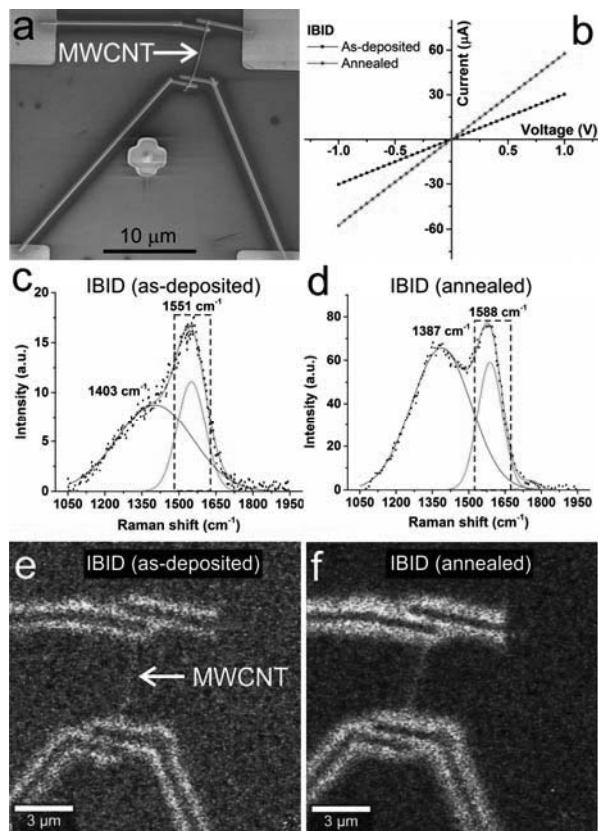 a
MWCNT
10 μm
b
IBID
As-deposited
Annealed
Current (μA)
Voltage (V)
60
30
-30
-60
-1.0
-0.5
0.5
1.0
c
IBID (as-deposited)
1551 cm⁻¹
1403 cm⁻¹
Intensity (a.u.)
20
15
10
5
0
1050 1200 1350 1500 1650 1800 1950
Raman shift (cm⁻¹)
d
IBID (annealed)
1588 cm⁻¹
1387 cm⁻¹
Intensity (a.u.)
100
80
60
40
20
0
1050 1200 1350 1500 1650 1800 1950
Raman shift (cm⁻¹)
e
IBID (as-deposited)
MWCNT
3 μm
f
IBID (annealed)
3 μm